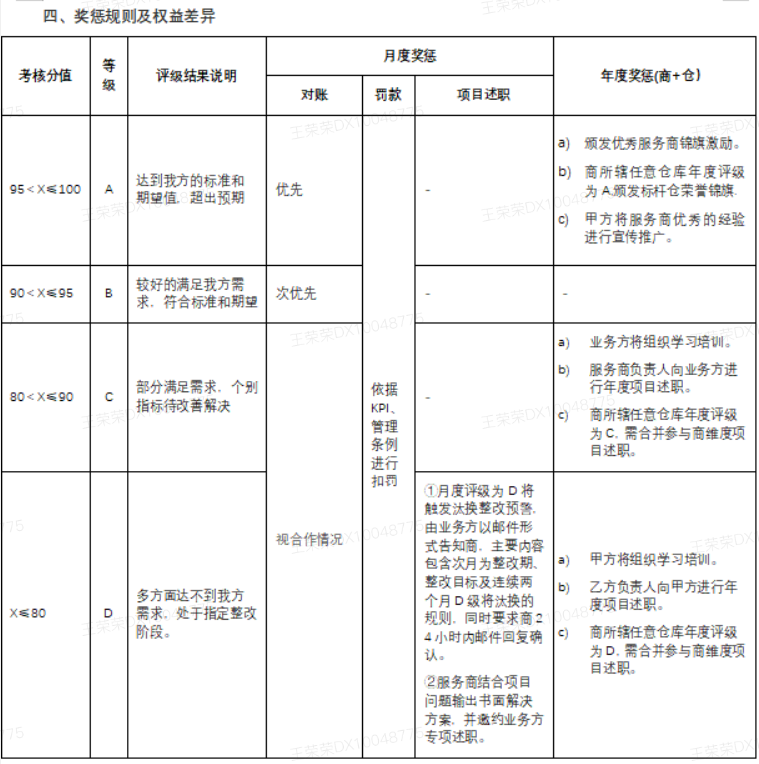 四、奖惩规则及权益差异
考核分值
等
级
评级结果说明
月度奖惩
年度奖惩(商+仓)
对账
罚款
项目述职
95<X≤100
A
达到我方的标准和
期望值，超出预期
优先
-
a) 颁发优秀服务商锦旗激励。
b) 商所辖任意仓库年度评级
为 A,颁发标杆仓荣誉锦旗.
c) 甲方将服务商优秀的经验
进行宣传推广。
90<X≤95
B
较好的满足我方需
求，符合标准和期望
次优先
-
-
80<X≤90
C
部分满足需求，个别
指标待改善解决
依据
KPI、
管理
条例
进行
扣罚
-
a) 业务方将组织学习培训。
b) 服务商负责人向业务方进
行年度项目述职。
c) 商所辖任意仓库年度评级
为 C，需合并参与商维度项
目述职。
X≤80
D
多方面达不到我方
需求，处于指定整改
阶段。
视合作情况
①月度评级为 D 将
触发汰换整改预警，
由业务方以邮件形
式告知商，主要内容
包含次月为整改期、
整改目标及连续两
个月 D 级将汰换的
规则，同时要求商 2
4 小时内邮件回复确
认。
②服务商结合项目
问题输出书面解决
方案，并邀约业务方
专项述职。
a) 甲方将组织学习培训。
b) 乙方负责人向甲方进行年
度项目述职。
c) 商所辖任意仓库年度评级
为 D，需合并参与商维度项
目述职。
王荣荣DX10048775